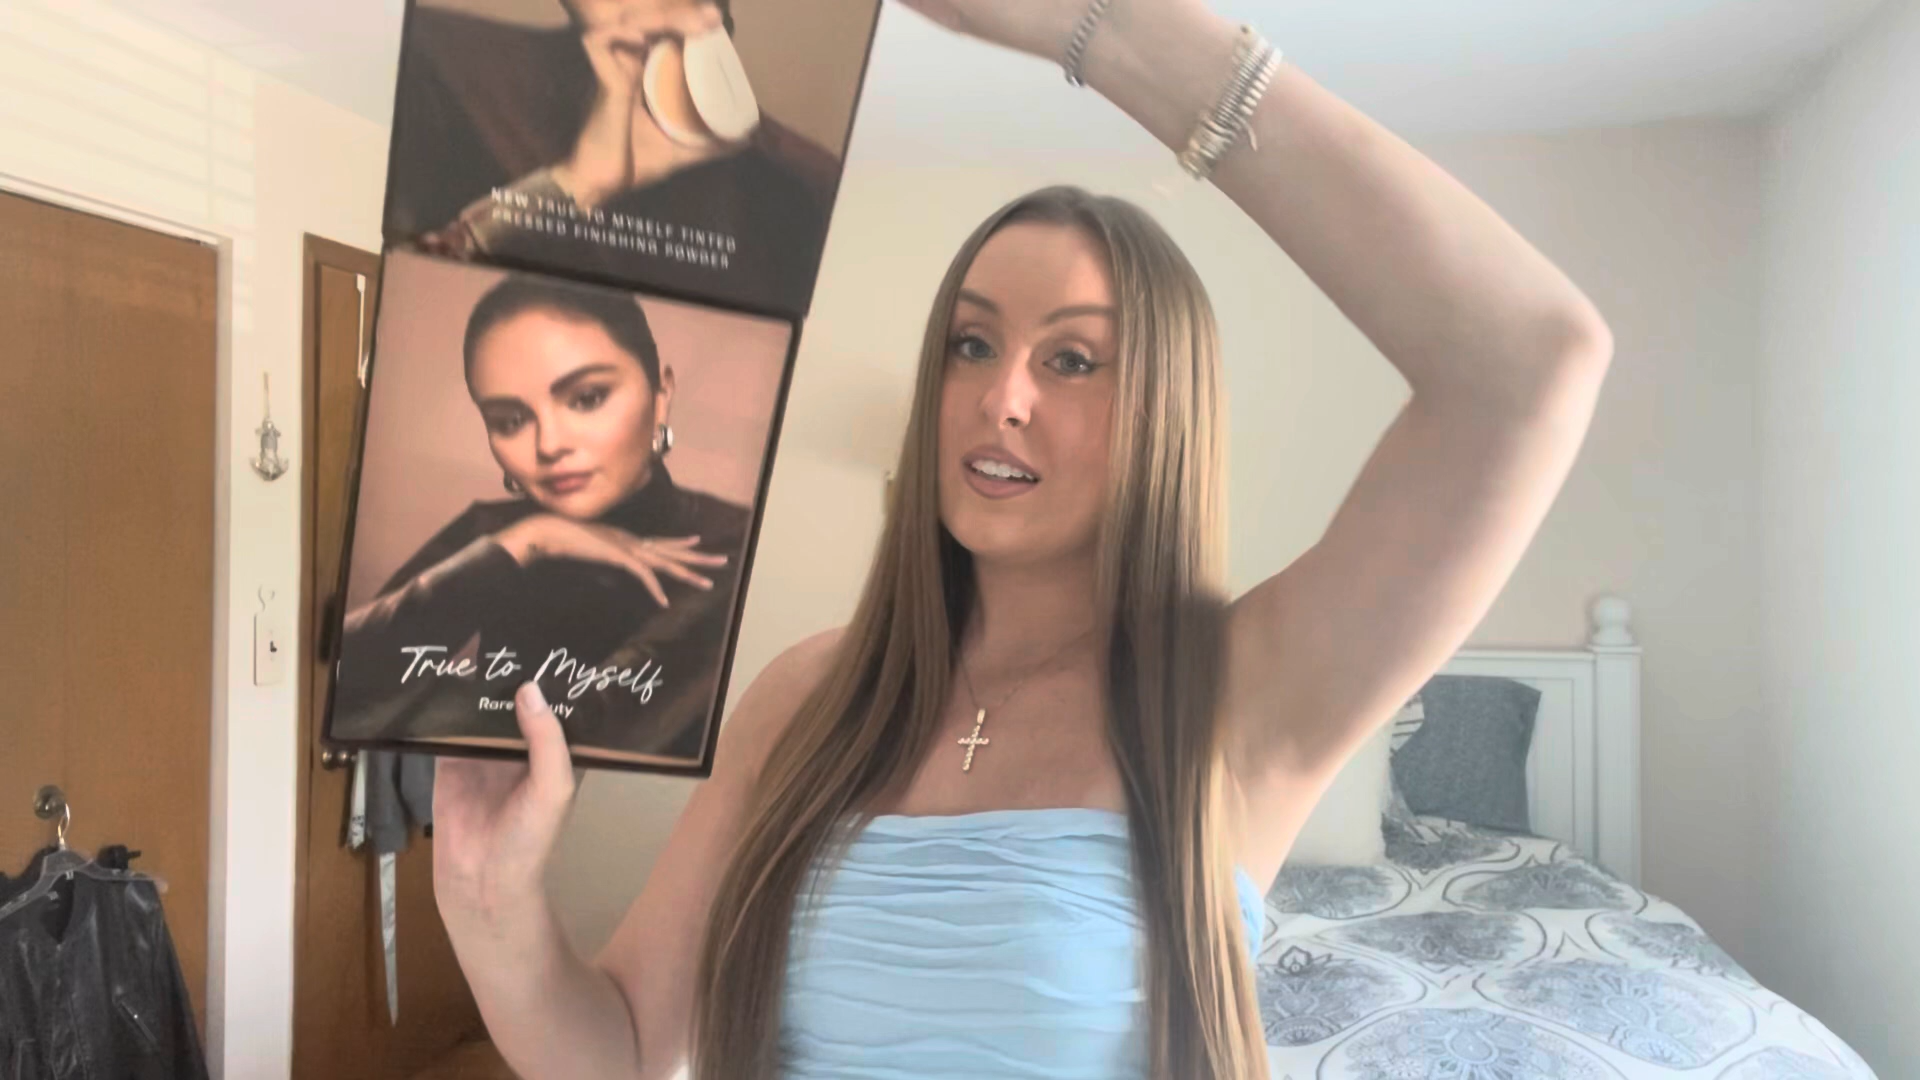 NEW TRUE TO MYSELF TINTED
PRESSED FINISHING POWDER
True to Myself
Rare